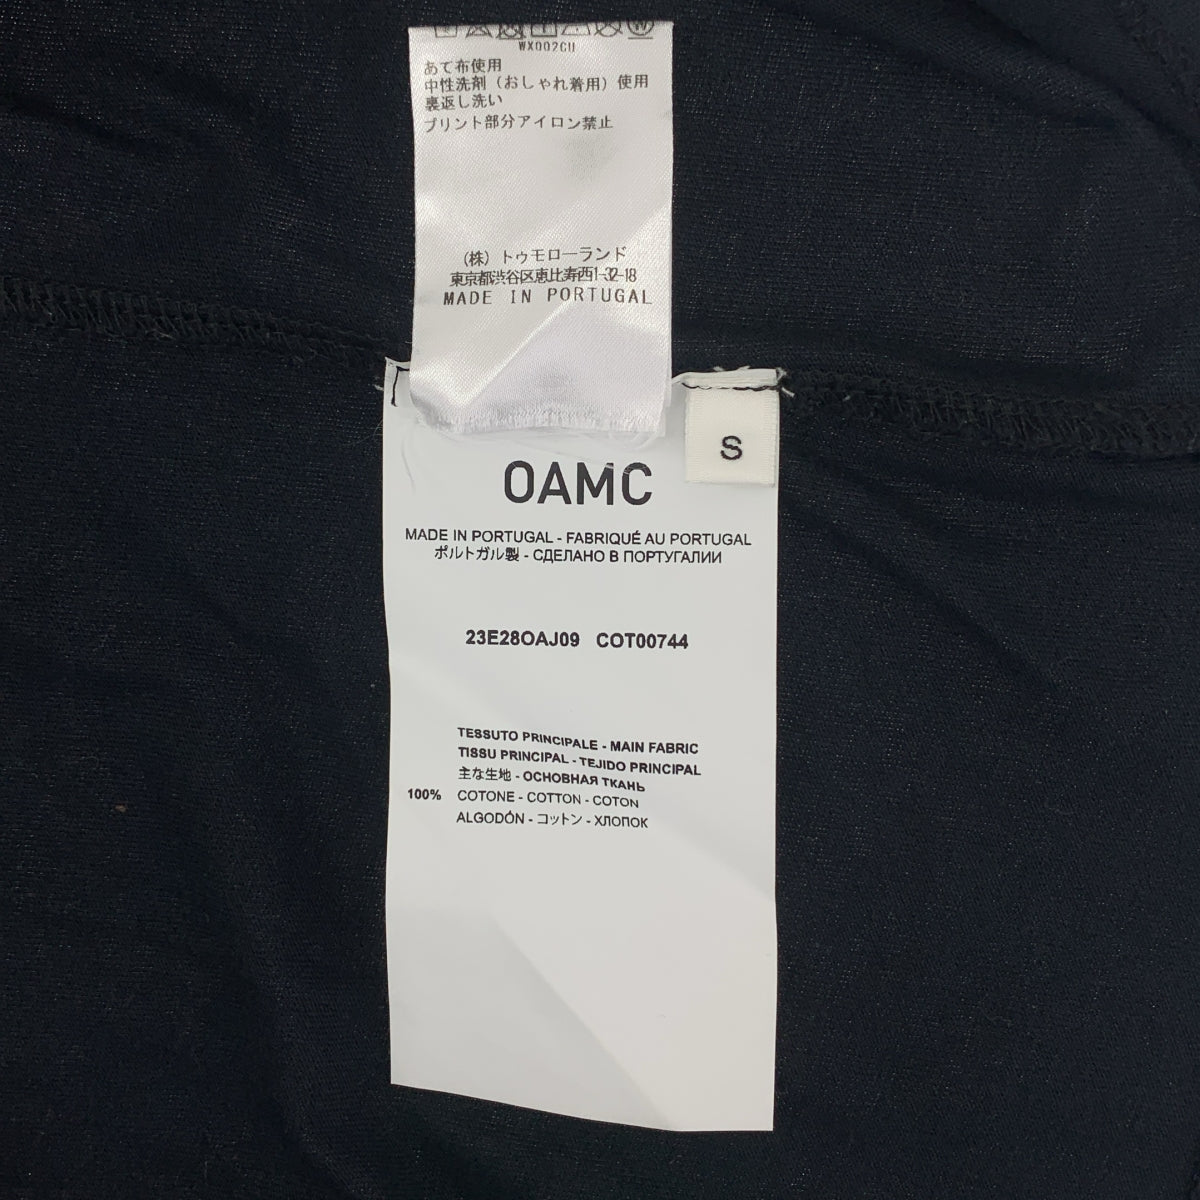 WX002CU
あて布使用
中性洗剤（おしゃれ着用）使用
裏返し洗い
プリント部分アイロン禁止
（株）トゥモローランド
東京都渋谷区恵比寿西1-32-18
MADE IN PORTUGAL
S
OAMC
MADE IN PORTUGAL - FABRIQUÉ AU PORTUGAL
ポルトガル製 - СДЕЛАНО В ПОРТУГАЛИИ
23E28OAJ09 COT00744
TESSUTO PRINCIPALE - MAIN FABRIC
TISSU PRINCIPAL - TEJIDO PRINCIPAL
主な生地 - ОСНОВНАЯ ТКАНЬ
100% COTONE - COTTON - COTON
ALGODÓN - コットン - ХЛОПОК